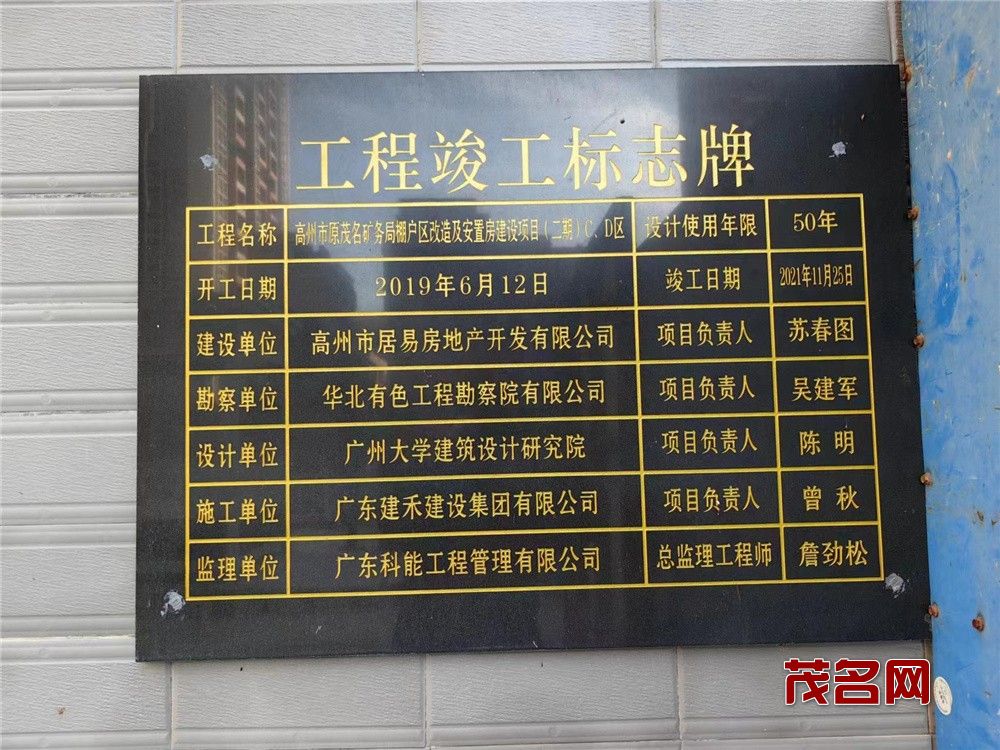 工程竣工标志牌
工程名称 高州市原茂名矿务局棚户区改造及安置房建设项目（二期）C、D区 设计使用年限 50年
开工日期 2019年6月12日 竣工日期 2021年11月25日
建设单位 高州市居易房地产开发有限公司 项目负责人 苏春图
勘察单位 华北有色工程勘察院有限公司 项目负责人 吴建军
设计单位 广州大学建筑设计研究院 项目负责人 陈明
施工单位 广东建禾建设集团有限公司 项目负责人 曾秋
监理单位 广东科能工程管理有限公司 总监理工程师 詹劲松
茂名网